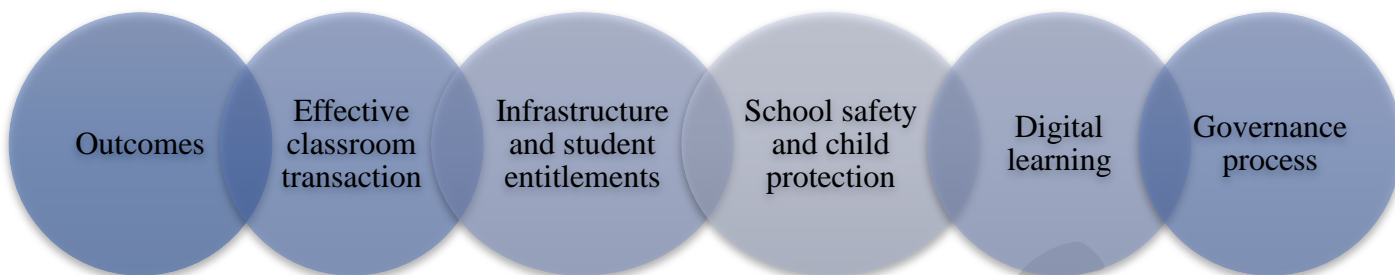 Outcomes
Effective
classroom
transaction
Infrastructure
and student
entitlements
School safety
and child
protection
Digital
learning
Governance
process